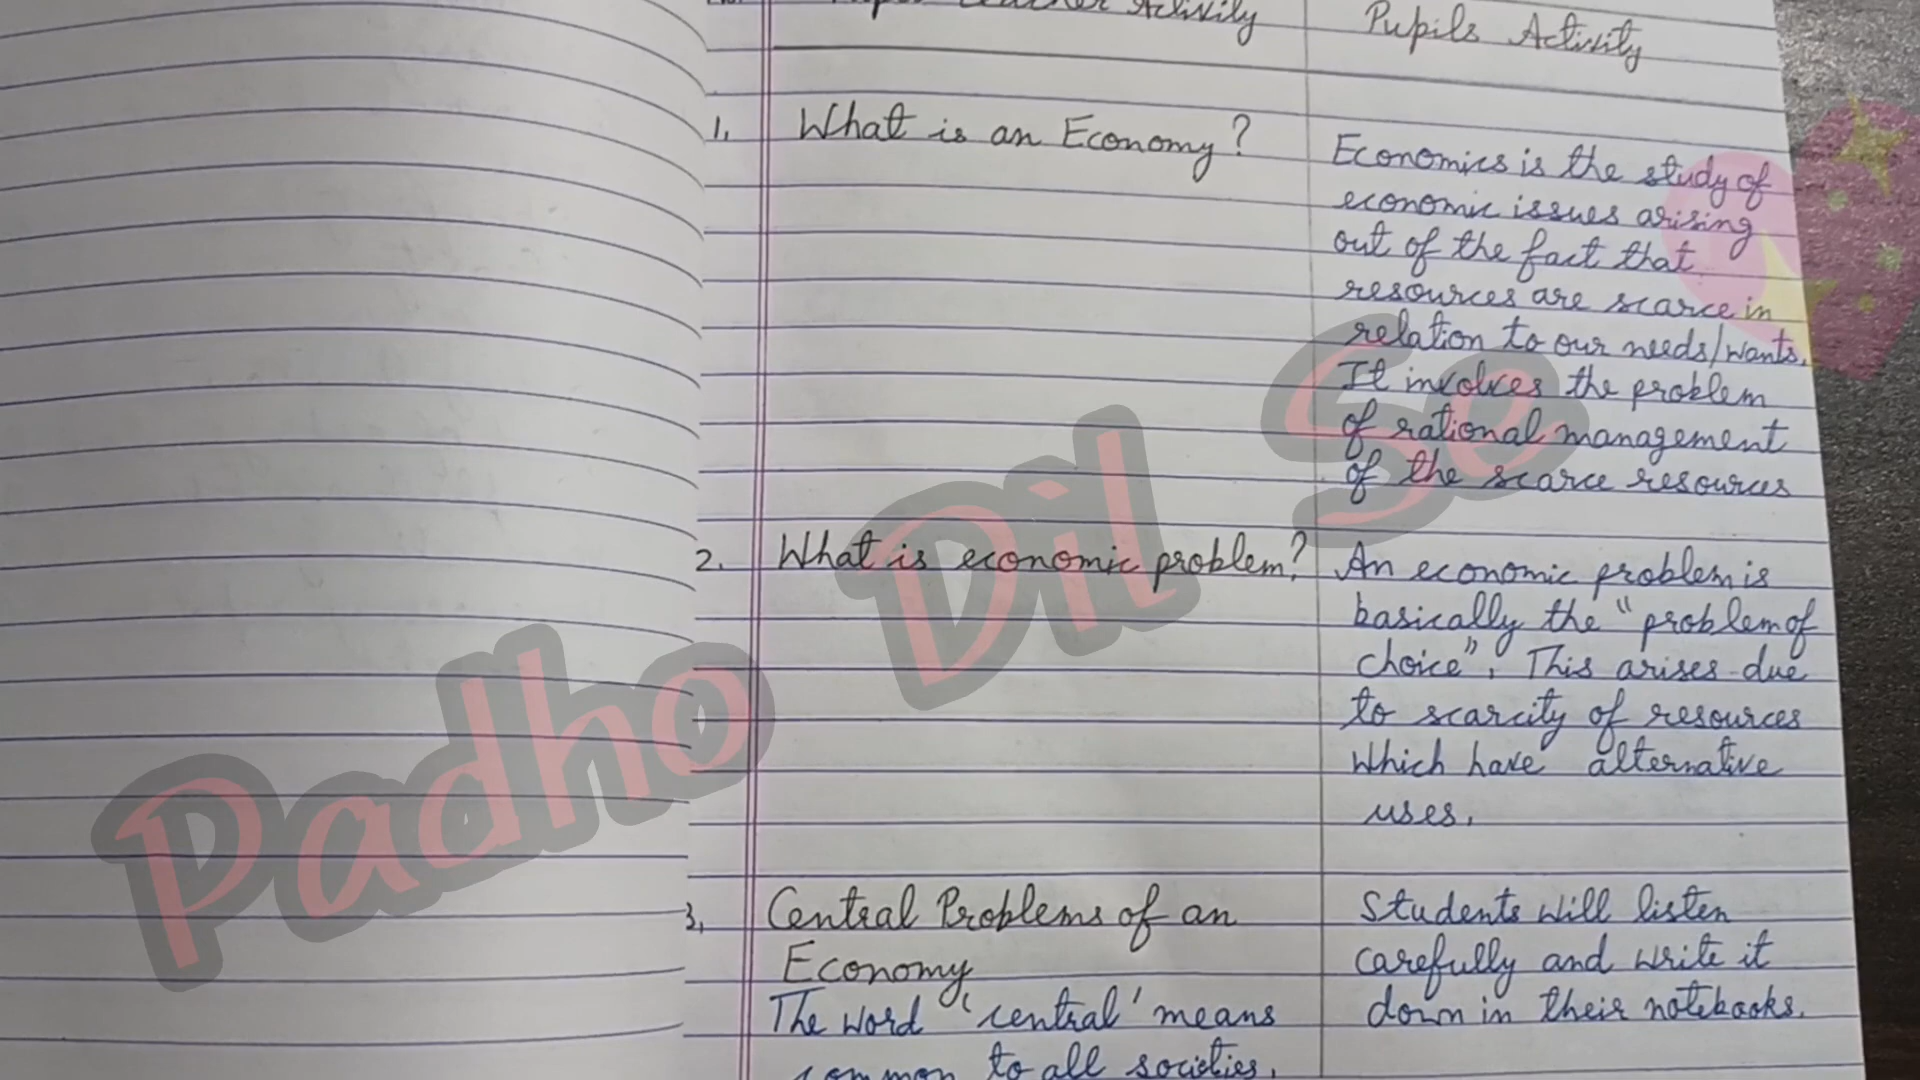 Pupil Teacher Activity
Pupils Activity
1. What is an Economy?
Economics is the study of
economic issues arising
out of the fact that
resources are scarce in
relation to our needs/wants.
It involves the problem
of rational management
of the scarce resources
2. What is economic problem?
An economic problem is
basically the "problem of
choice". This arises due
to scarcity of resources
which have alternative
uses.
3. Central Problems of an
Economy
The word 'central' means
common to all societies.
Students will listen
carefully and write it
down in their notebooks.
Padho Dil Se